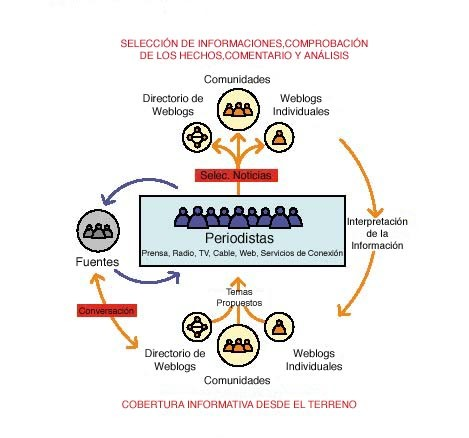 SELECCIÓN DE INFORMACIONES,COMPROBACIÓN
DE LOS HECHOS,COMENTARIO Y ANÁLISIS
Comunidades
Directorio de
Weblogs
Weblogs
Individuales
Selec. Noticias
Periodistas
Prensa, Radio, TV, Cable, Web, Servicios de Conexión
Fuentes
Interpretación
de la
Información
Conversación
Temas
Propuestos
Directorio de
Weblogs
Comunidades
Weblogs
Individuales
COBERTURA INFORMATIVA DESDE EL TERRENO